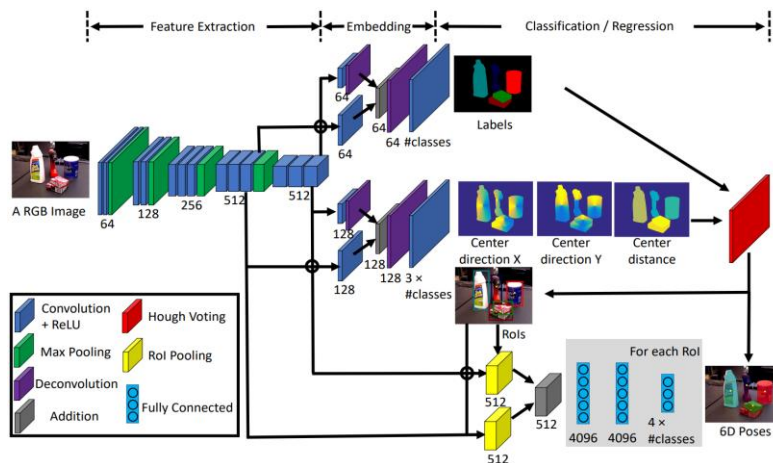 Feature Extraction
Embedding
Classification / Regression
64
64
64
64
#classes
Labels
A RGB Image
64
128
256
512
512
128
128
128
128
3 ×
#classes
Center
direction X
Center
direction Y
Center
distance
RoIs
Convolution
+ ReLU
Hough Voting
Max Pooling
RoI Pooling
Deconvolution
Addition
Fully Connected
512
512
512
For each RoI
4096
4096
4 ×
#classes
6D Poses